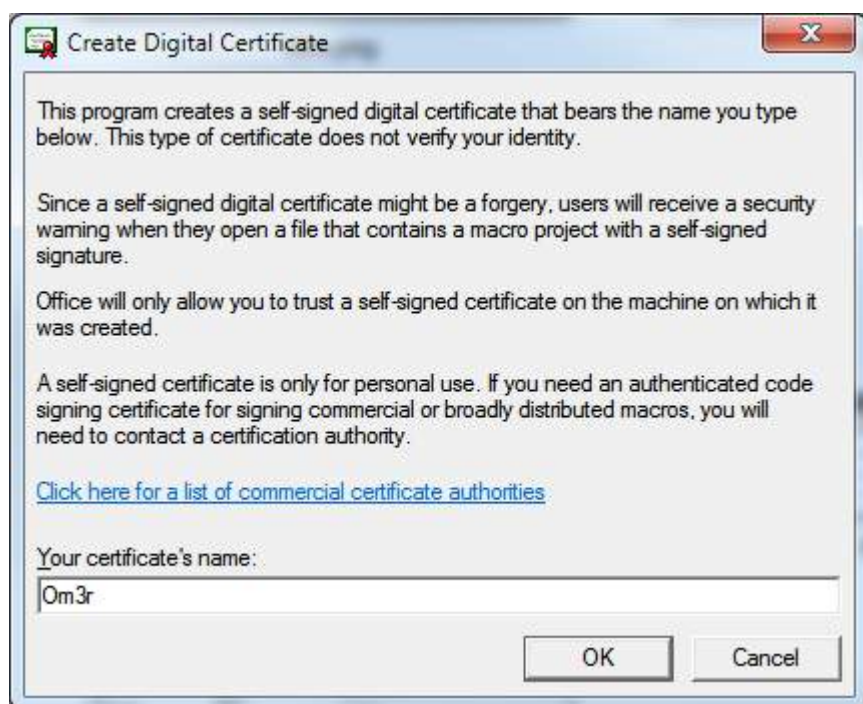 Create Digital Certificate
This program creates a self-signed digital certificate that bears the name you type
below. This type of certificate does not verify your identity.
Since a self-signed digital certificate might be a forgery, users will receive a security
warning when they open a file that contains a macro project with a self-signed
signature.
Office will only allow you to trust a self-signed certificate on the machine on which it
was created.
A self-signed certificate is only for personal use. If you need an authenticated code
signing certificate for signing commercial or broadly distributed macros, you will
need to contact a certification authority.
Click here for a list of commercial certificate authorities
Your certificate's name:
Om3r
OK Cancel